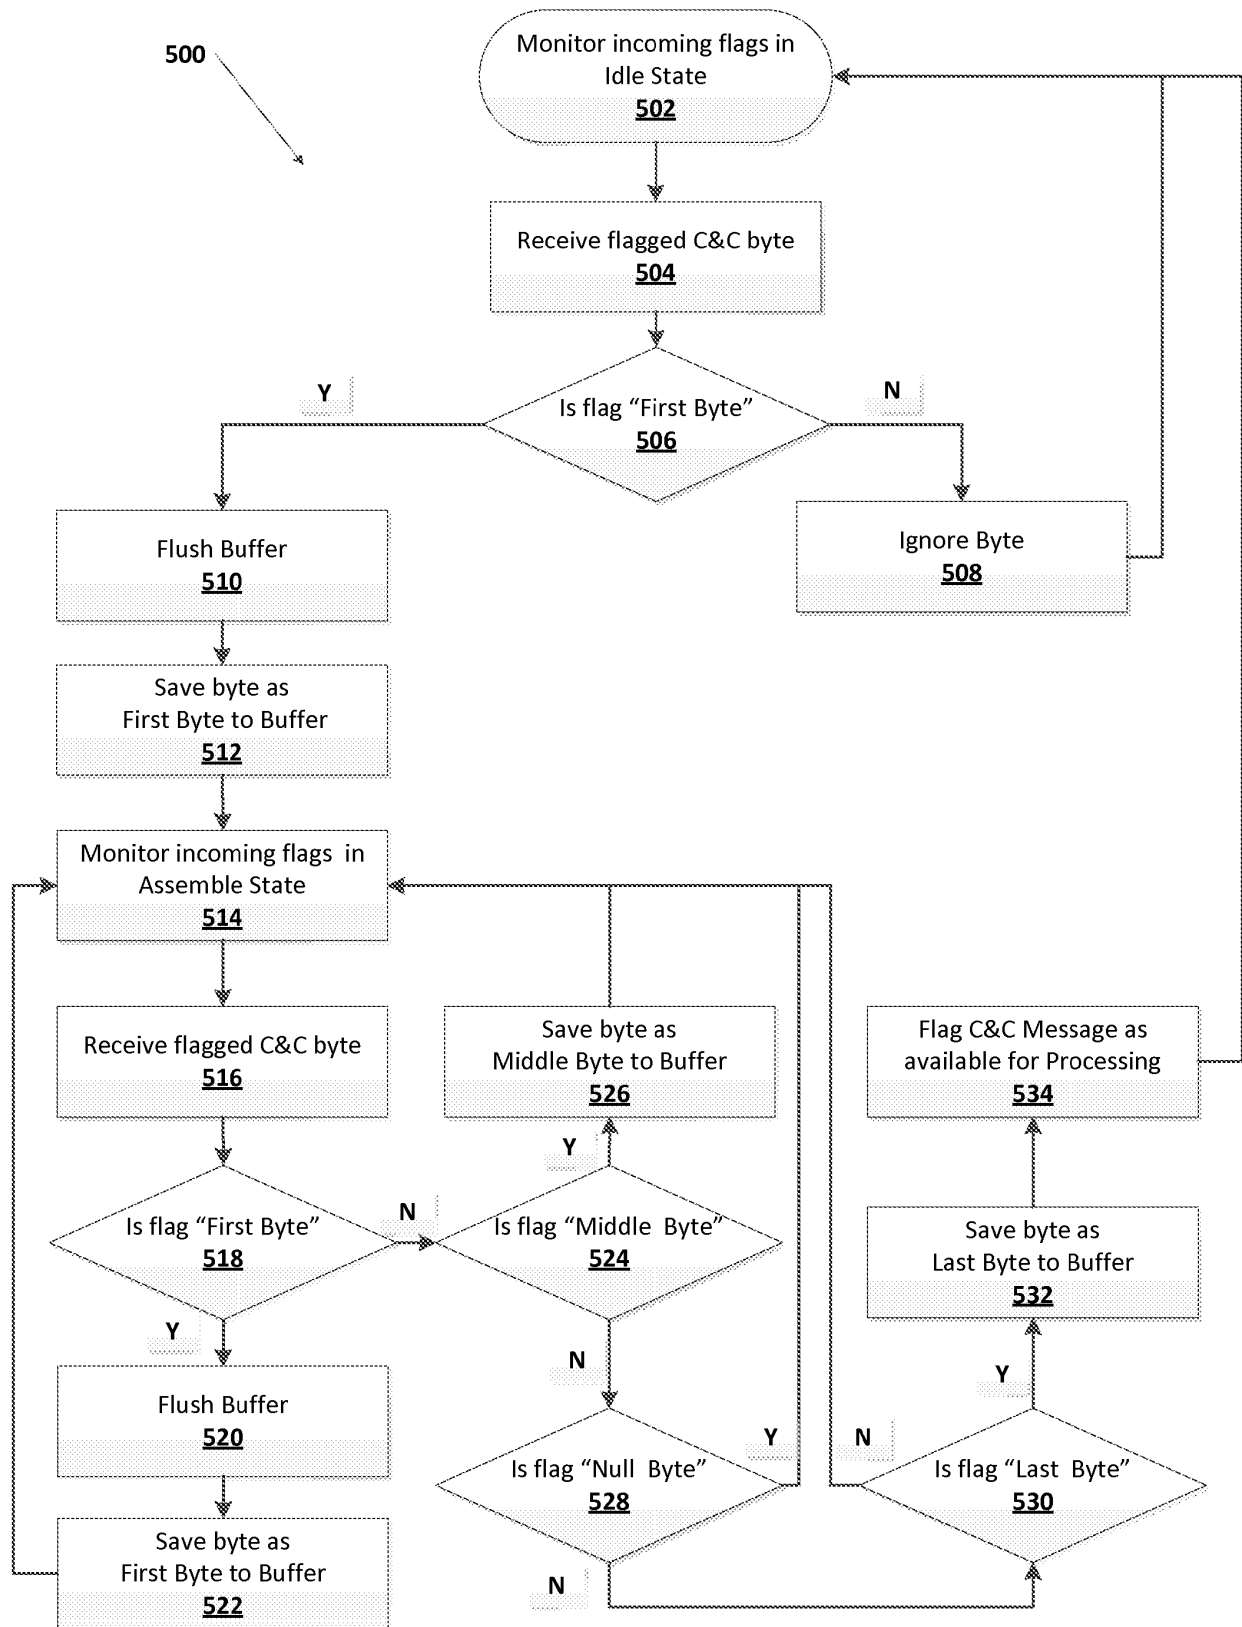 500
Monitor incoming flags in
Idle State
502
Receive flagged C&C byte
504
Y
N
Is flag “First Byte”
506
Flush Buffer
510
Ignore Byte
508
Save byte as
First Byte to Buffer
512
Monitor incoming flags in
Assemble State
514
Receive flagged C&C byte
516
Save byte as
Middle Byte to Buffer
526
Flag C&C Message as
available for Processing
534
Y
N
Is flag “First Byte”
518
Is flag “Middle Byte”
524
Save byte as
Last Byte to Buffer
532
Y
N
Y
Flush Buffer
520
Y
N
Is flag “Null Byte”
528
Is flag “Last Byte”
530
Save byte as
First Byte to Buffer
522
N